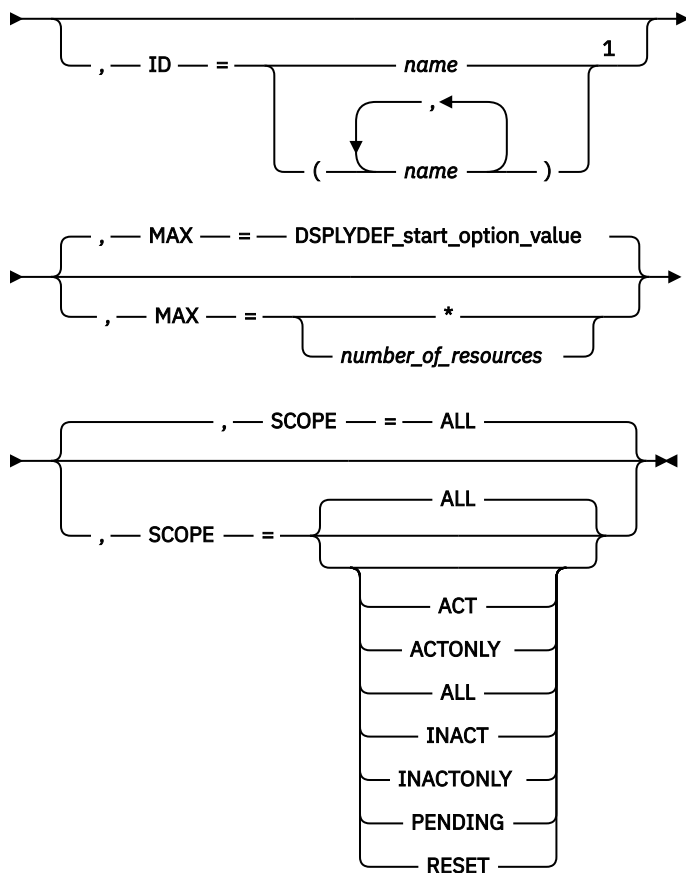 , ID = name 1
,
( name )
, MAX = DSPLYDEF_start_option_value
, MAX = *
number_of_resources
, SCOPE = ALL
ALL
, SCOPE =
ACT
ACTONLY
ALL
INACT
INACTONLY
PENDING
RESET